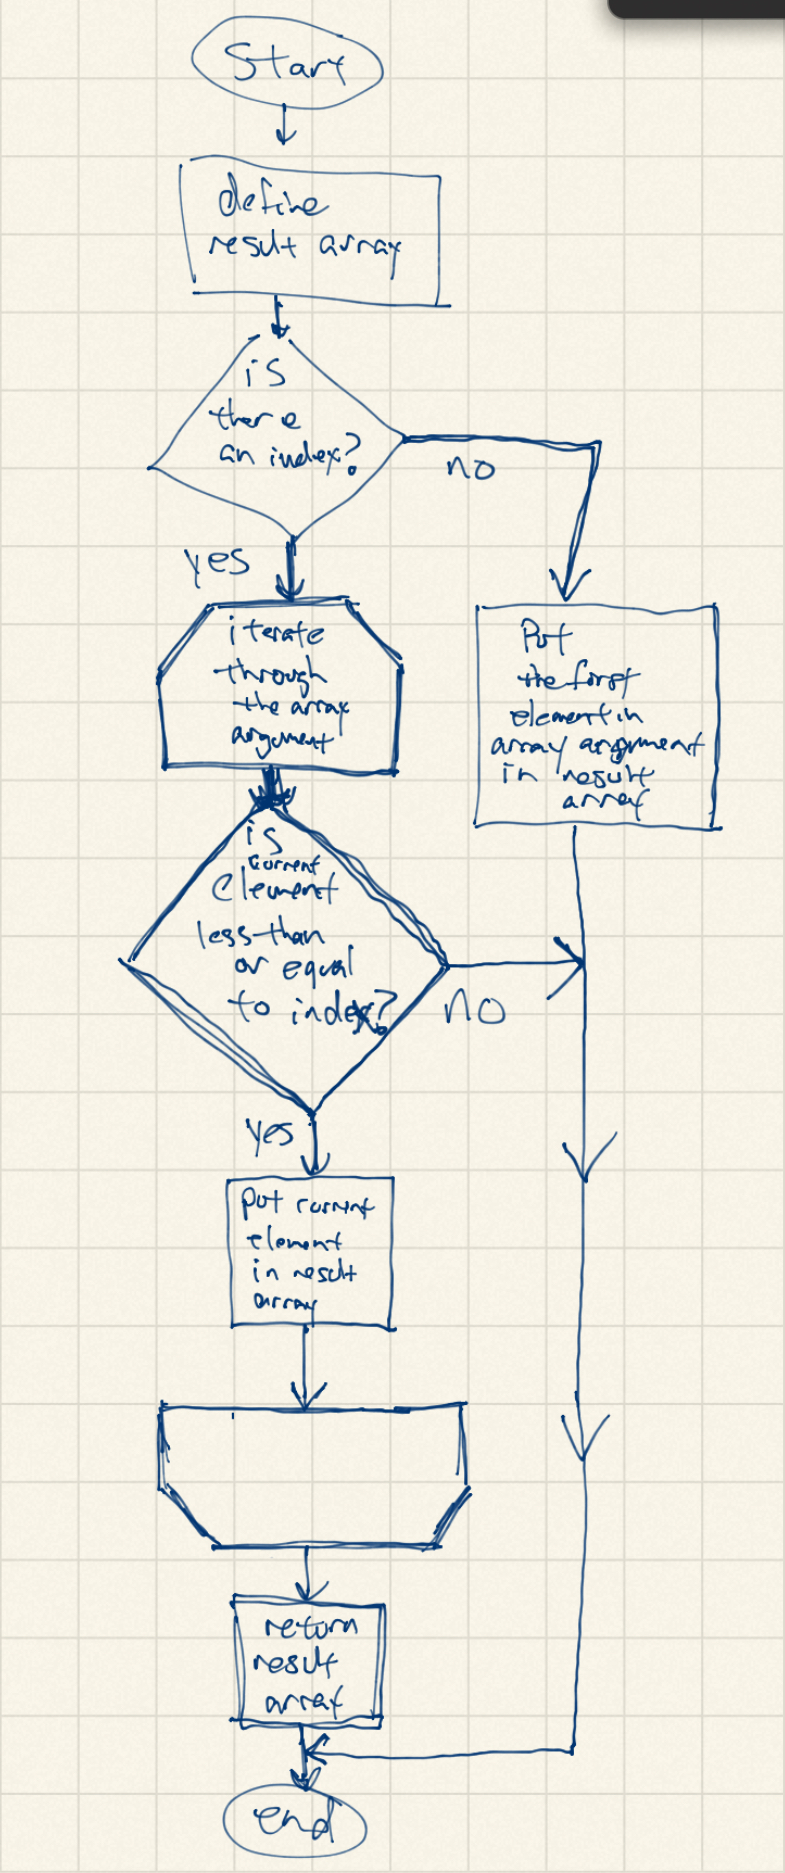 Start
define
result array
is
there
an index?
no
yes
iterate
through
the array
argument
Put
the first
element in
array argument
in result
array
is
current
element
less than
or equal
to index?
no
yes
put current
element
in result
array
return
result
array
end